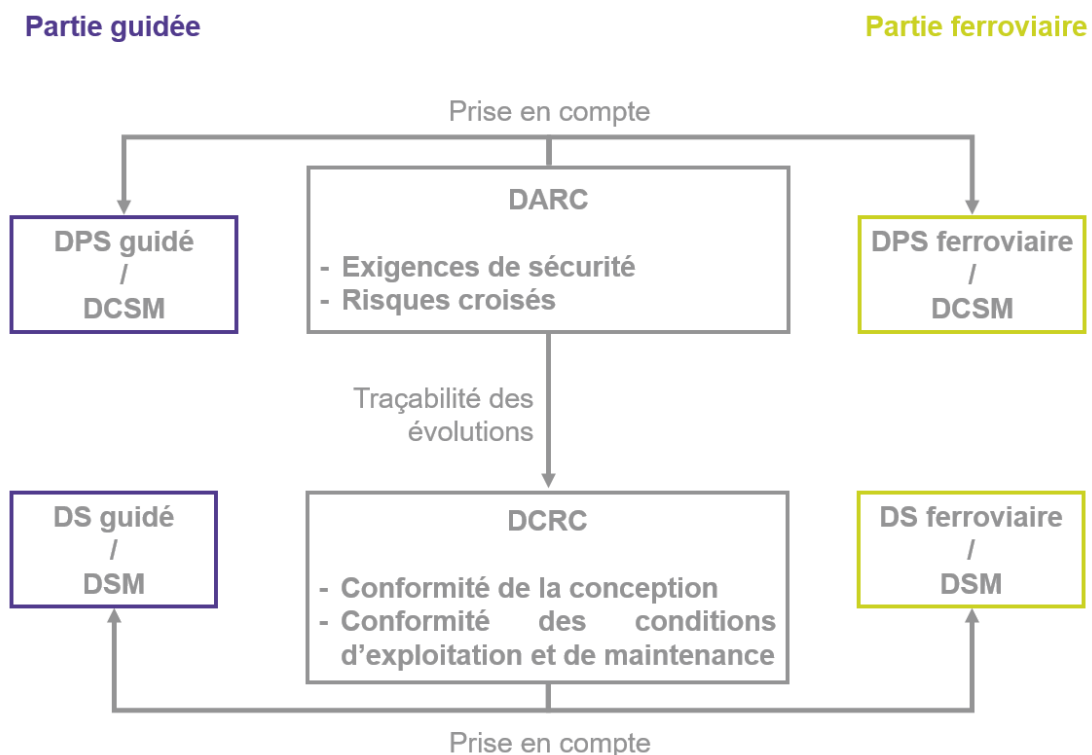 Partie guidée
Partie ferroviaire
Prise en compte
DPS guidé
/
DCSM
DARC
- Exigences de sécurité
- Risques croisés
DPS ferroviaire
/
DCSM
Traçabilité des
évolutions
DS guidé
/
DSM
DCRC
- Conformité de la conception
- Conformité des conditions
d'exploitation et de maintenance
DS ferroviaire
/
DSM
Prise en compte